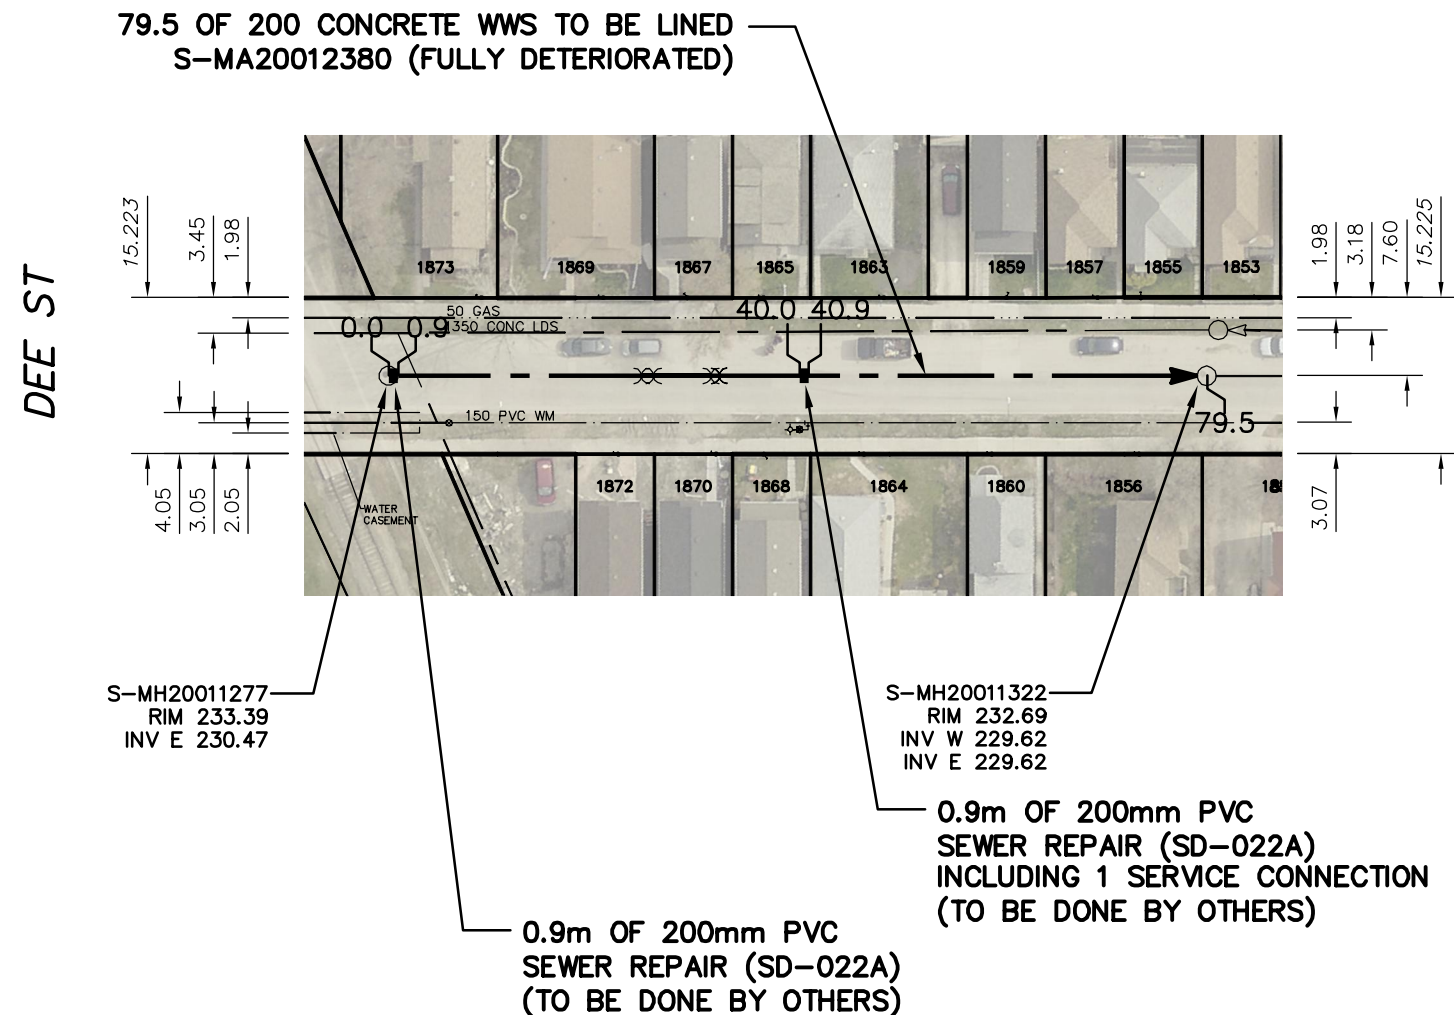 79.5 OF 200 CONCRETE WWS TO BE LINED
S-MA20012380 (FULLY DETERIORATED)
DEE ST
15.223
3.45
1.98
1.98
3.18
7.60
15.225
1873
1869
1867
1865
1863
1859
1857
1855
1853
50 GAS
1350 CONC LDS
0.0 0.9
40.0 40.9
150 PVC WM
79.5
4.05
3.05
2.05
3.07
WATER
CASEMENT
1872
1870
1868
1864
1860
1856
S-MH20011277
RIM 233.39
INV E 230.47
S-MH20011322
RIM 232.69
INV W 229.62
INV E 229.62
0.9m OF 200mm PVC
SEWER REPAIR (SD-022A)
INCLUDING 1 SERVICE CONNECTION
(TO BE DONE BY OTHERS)
0.9m OF 200mm PVC
SEWER REPAIR (SD-022A)
(TO BE DONE BY OTHERS)